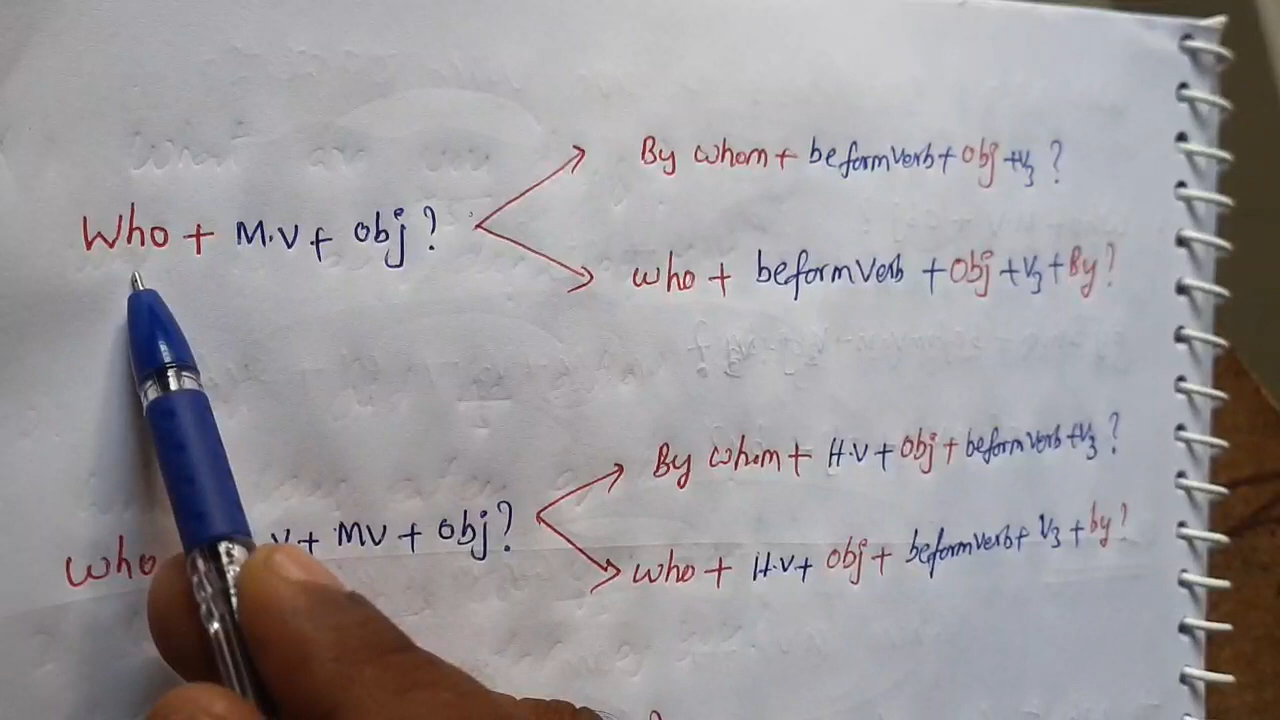 By whom + beformverb + obj + V3 ?
Who + M.V + Obj ?
who + beformverb + Obj + V3 + By ?
By whom + H.V + Obj + beformverb + V3 ?
who V + MV + Obj ?
who + H.V + Obj + beformverb + V3 + by ?